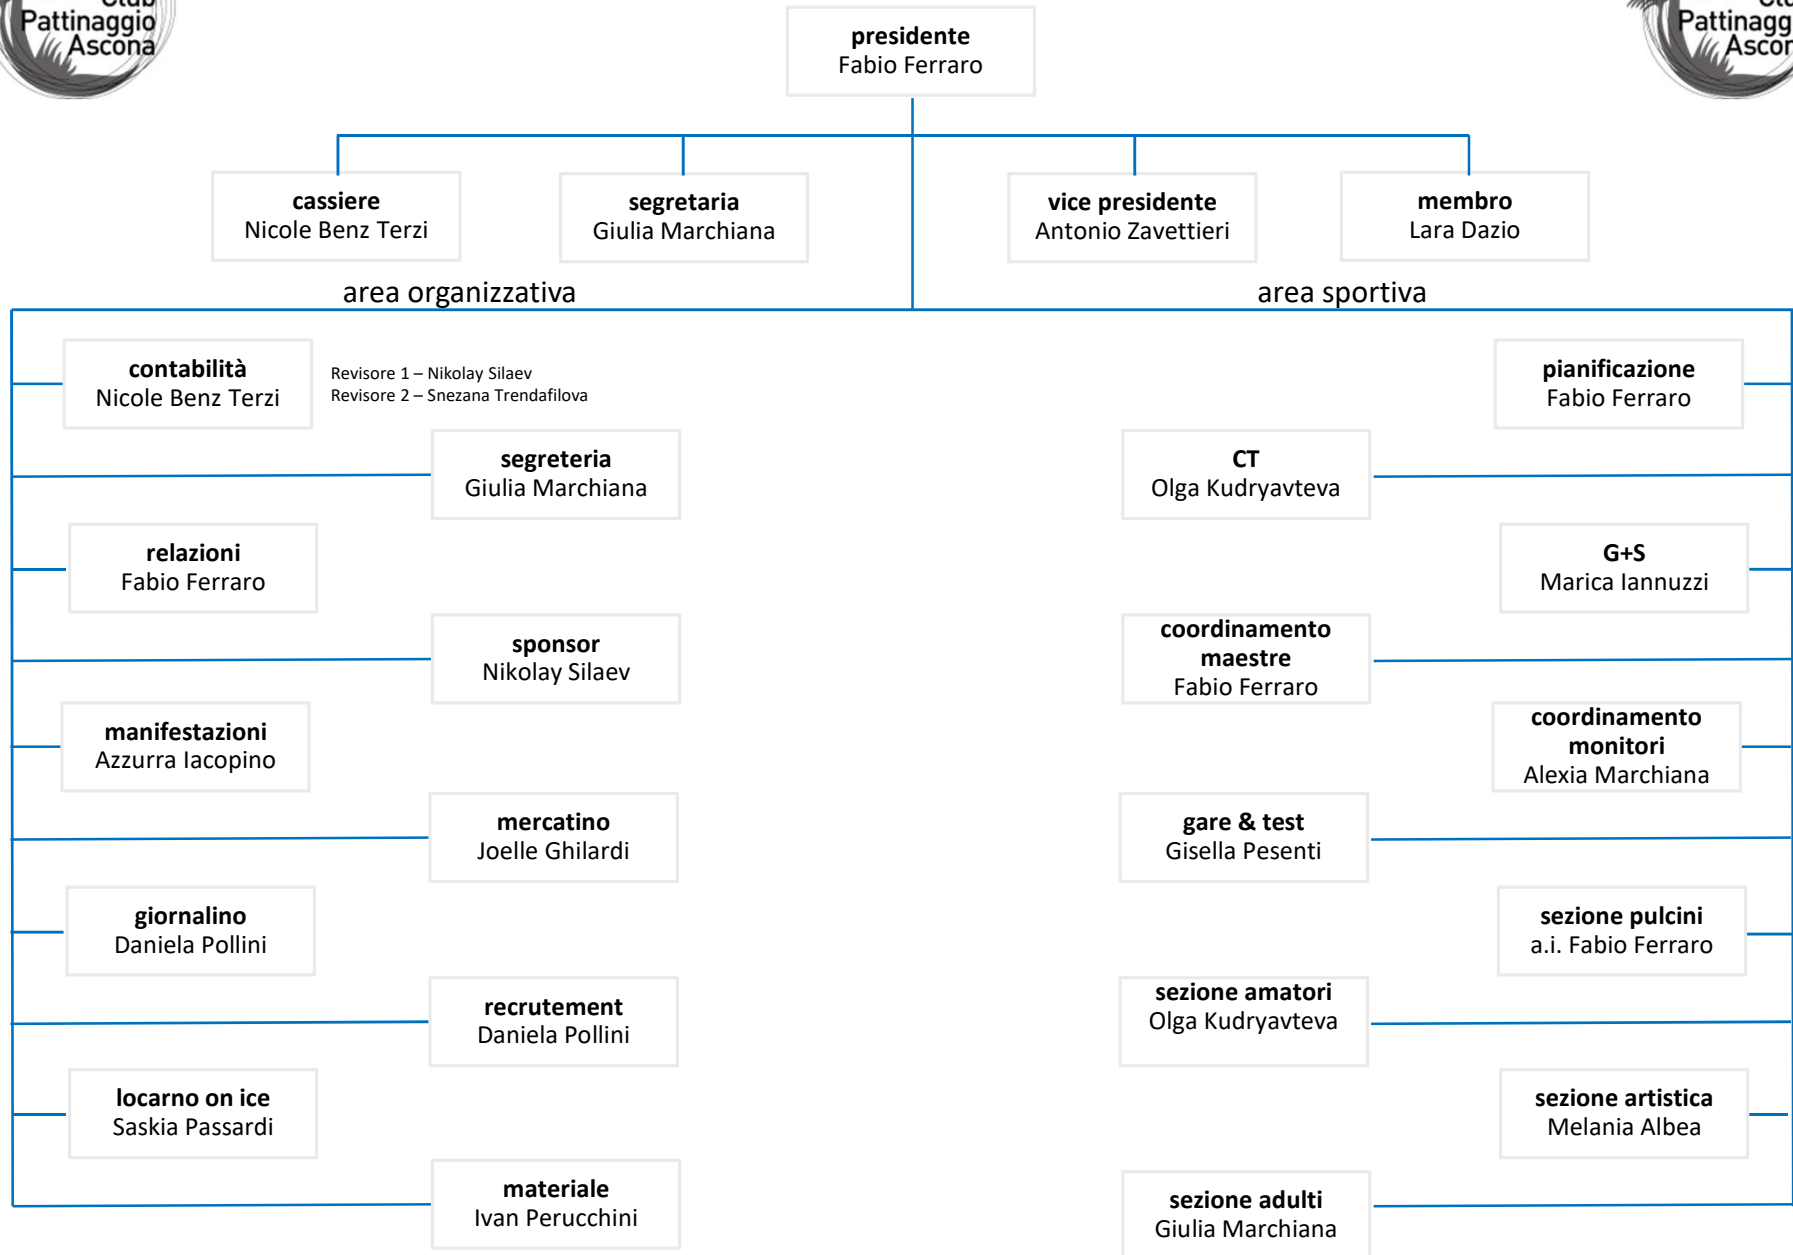 Pattinaggio
Ascona
presidente
Fabio Ferraro
cassiere
Nicole Benz Terzi
segretaria
Giulia Marchiana
vice presidente
Antonio Zavettieri
membro
Lara Dazio
area organizzativa
area sportiva
contabilità
Nicole Benz Terzi
Revisore 1 – Nikolay Silaev
Revisore 2 – Snezana Trendafilova
segreteria
Giulia Marchiana
relazioni
Fabio Ferraro
sponsor
Nikolay Silaev
manifestazioni
Azzurra Iacopino
mercatino
Joelle Ghilardi
giornalino
Daniela Pollini
recrutement
Daniela Pollini
locarno on ice
Saskia Passardi
materiale
Ivan Perucchini
pianificazione
Fabio Ferraro
CT
Olga Kudryavteva
G+S
Marica Iannuzzi
coordinamento
maestre
Fabio Ferraro
coordinamento
monitori
Alexia Marchiana
gare & test
Gisella Pesenti
sezione pulcini
a.i. Fabio Ferraro
sezione amatori
Olga Kudryavteva
sezione artistica
Melania Albea
sezione adulti
Giulia Marchiana